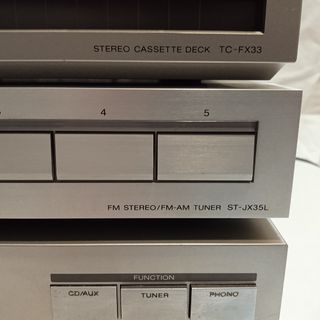 STEREO CASSETTE DECK TC-FX33
4 5
FM STEREO/FM-AM TUNER ST-JX35L
FUNCTION
CD/AUX TUNER PHONO